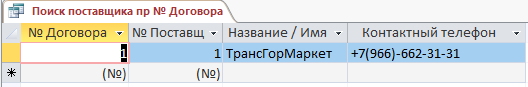 Поиск поставщика пр № Договора
№ Договора № Поставщ Название / Имя Контактный телефон
1 1 ТрансГорМаркет +7(966)-662-31-31
(№) (№)